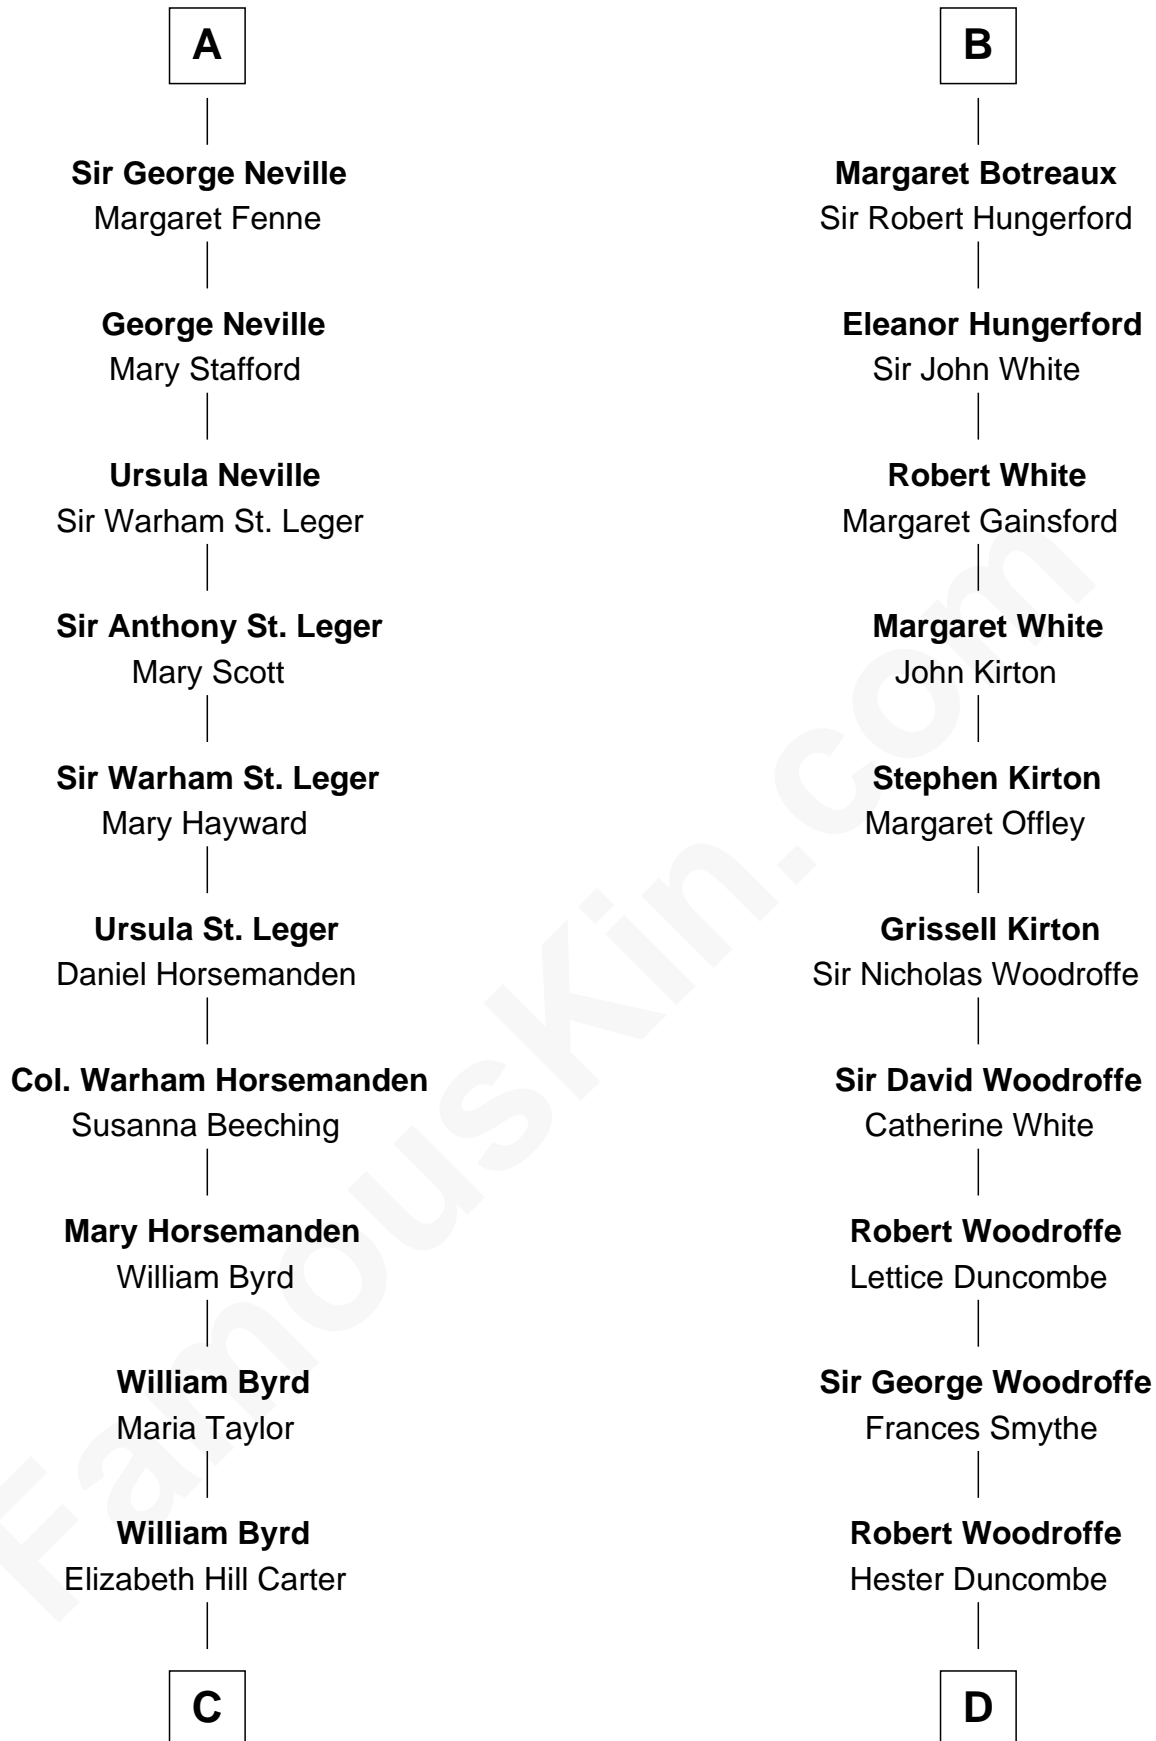 A
Sir George Neville
Margaret Fenne
George Neville
Mary Stafford
Ursula Neville
Sir Warham St. Leger
Sir Anthony St. Leger
Mary Scott
Sir Warham St. Leger
Mary Hayward
Ursula St. Leger
Daniel Horsemanden
Col. Warham Horsemanden
Susanna Beeching
Mary Horsemanden
William Byrd
William Byrd
Maria Taylor
William Byrd
Elizabeth Hill Carter
C
B
Margaret Botreaux
Sir Robert Hungerford
Eleanor Hungerford
Sir John White
Robert White
Margaret Gainsford
Margaret White
John Kirton
Stephen Kirton
Margaret Offley
Grissell Kirton
Sir Nicholas Woodroffe
Sir David Woodroffe
Catherine White
Robert Woodroffe
Lettice Duncombe
Sir George Woodroffe
Frances Smythe
Robert Woodroffe
Hester Duncombe
D
FamousKin.com